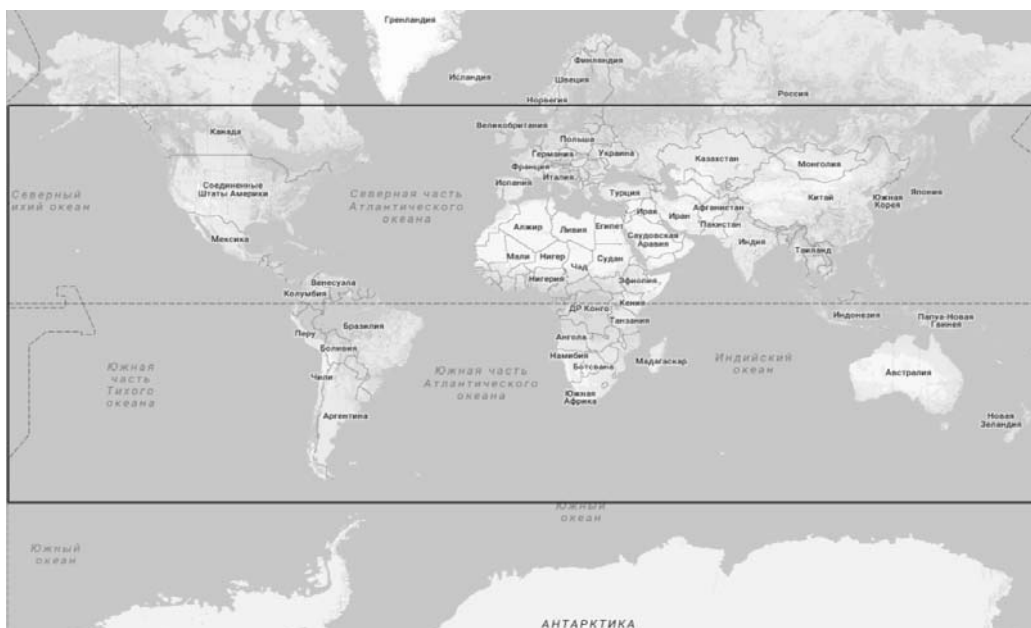 Гренландия
Исландия
Финляндия
Швеция
Норвегия
Россия
Канада
Великобритания
Польша
Германия
Украина
Франция
Казахстан
Монголия
Соединенные
Штаты Америки
Испания
Италия
Турция
Китай
Южная
Корея
Япония
Северный
ихий океан
Северная часть
Атлантического
океана
Афганистан
Ирак
Иран
Пакистан
Алжир
Ливия
Египет
Саудовская
Аравия
Мексика
Индия
Таиланд
Мали
Нигер
Чад
Судан
Венесуэла
Колумбия
Нигерия
Эфиопия
Кения
ДР Конго
Индонезия
Папуа-Новая
Гвинея
Перу
Бразилия
Танзания
Ангола
Боливия
Намибия
Ботсвана
Мадагаскар
Индийский
океан
Южная
часть
Тихого
океана
Чили
Южная часть
Атлантического
океана
Австралия
Южная
Африка
Аргентина
Новая
Зеландия
Южный
океан
Южный
океан
АНТАРКТИКА